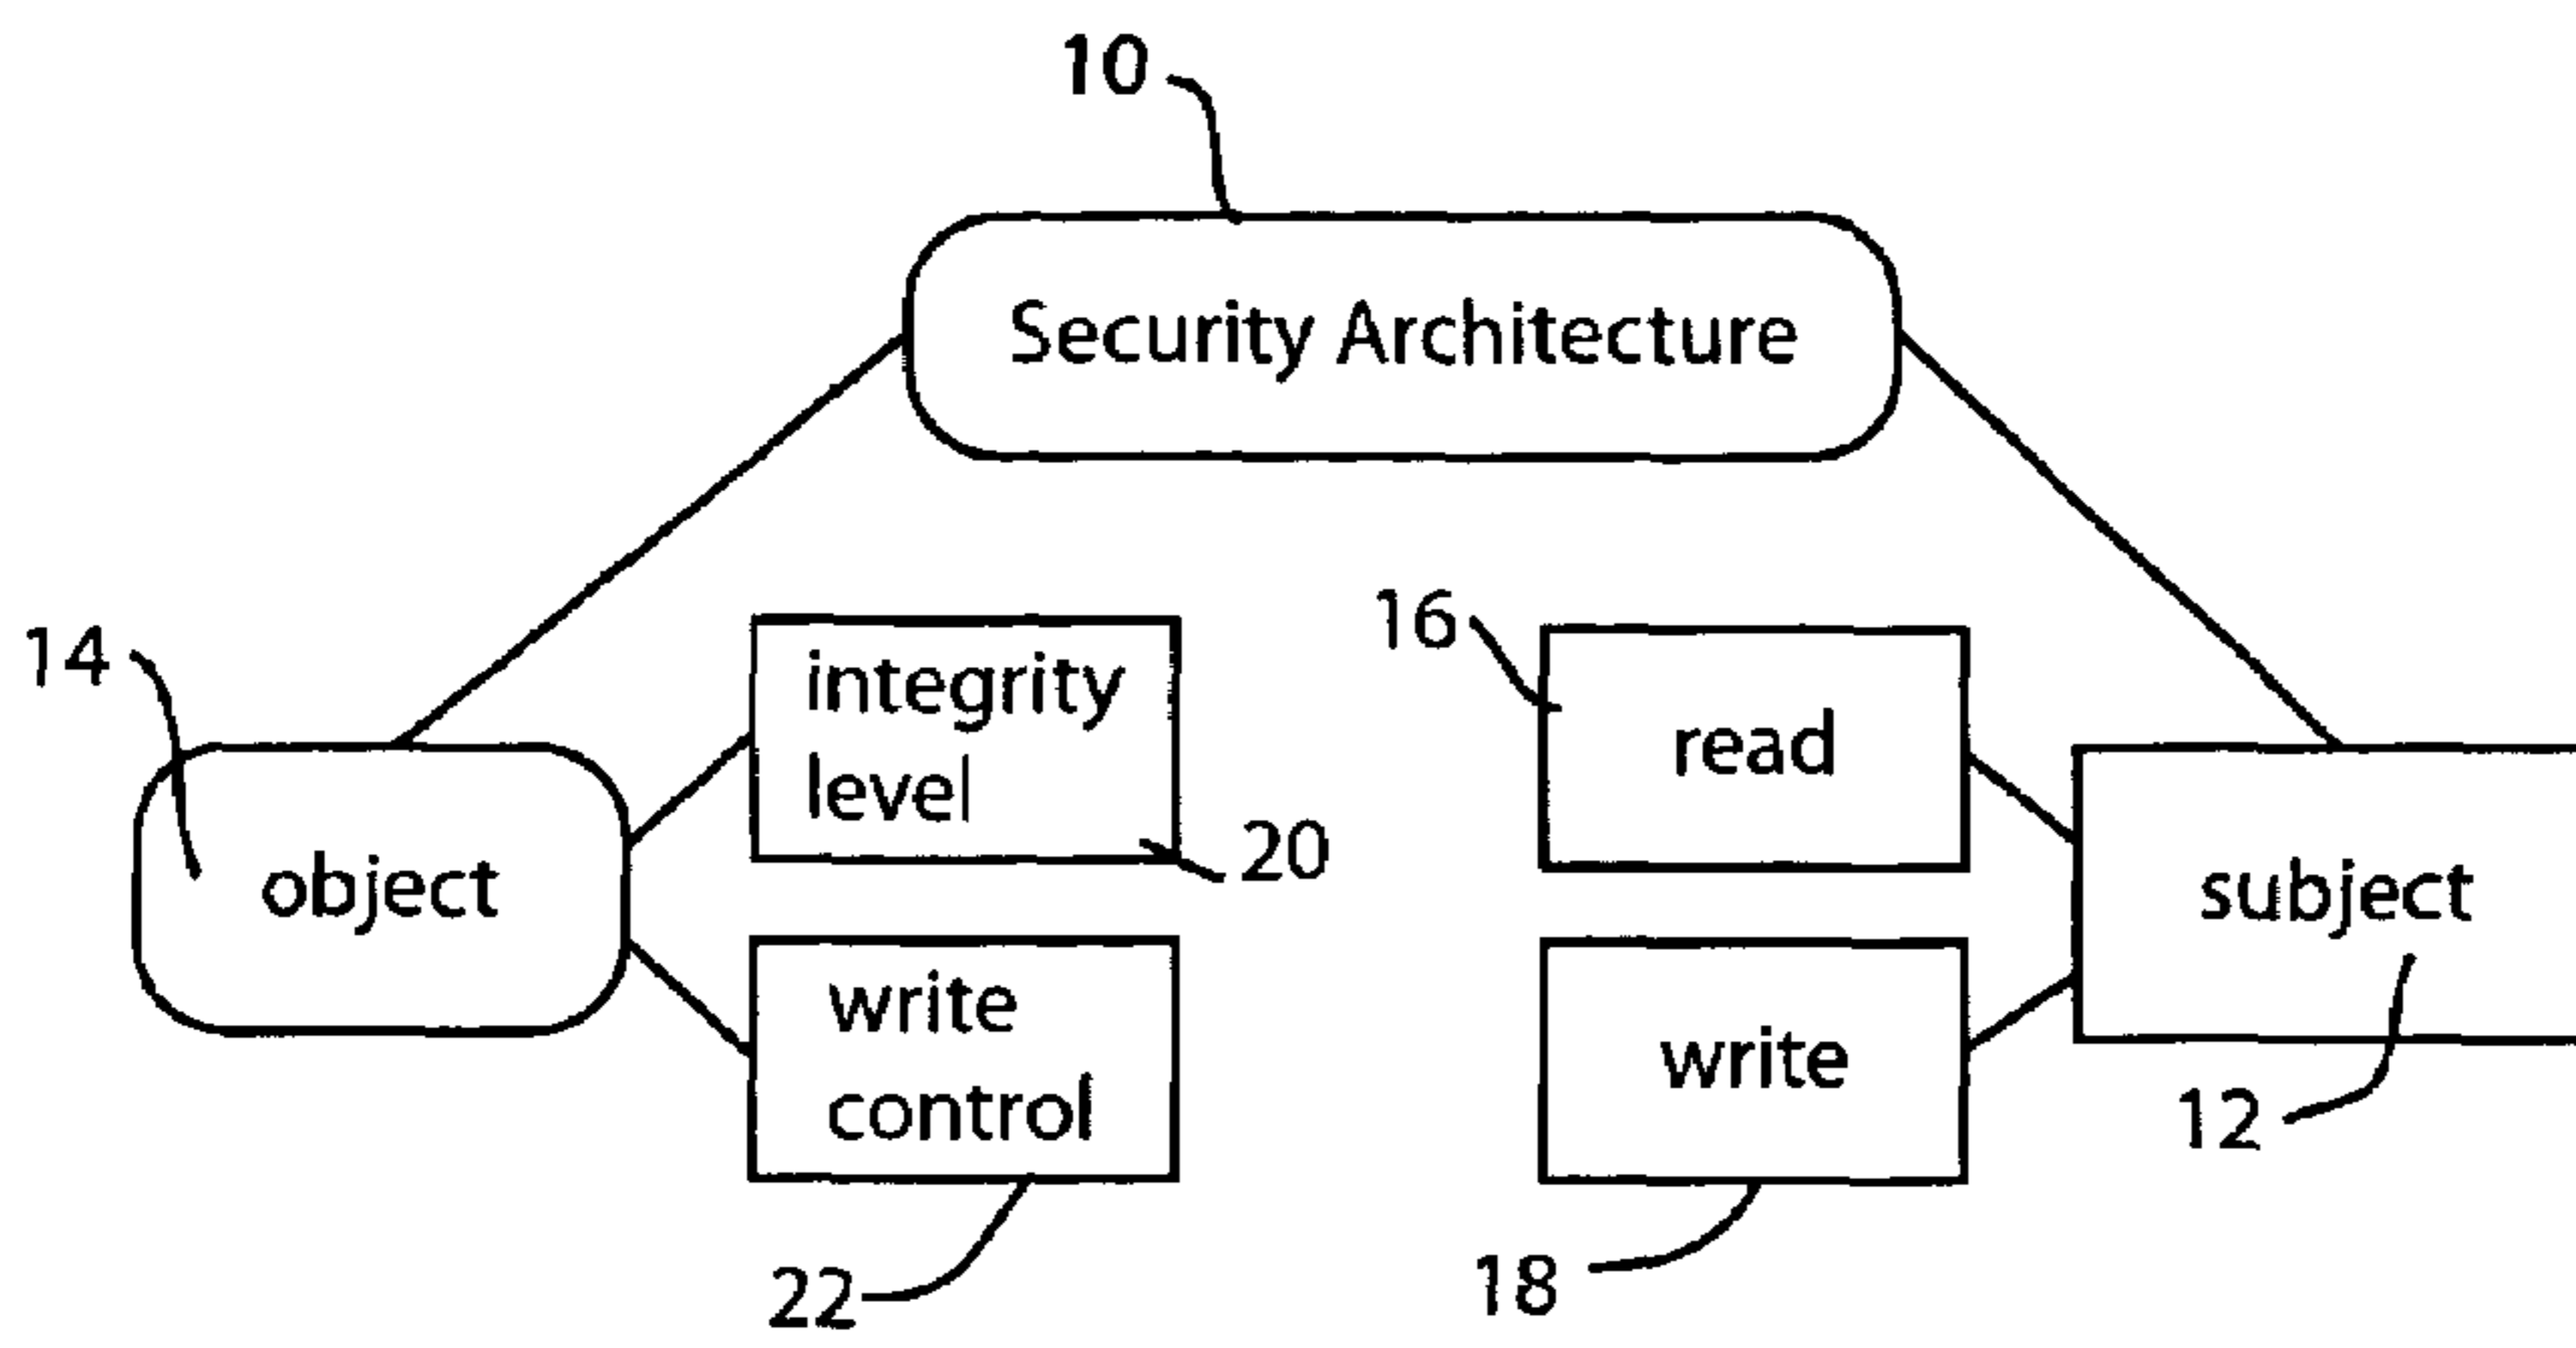 10
Security Architecture
14
integrity
level
20
16
read
object
subject
write
control
write
12
22
18